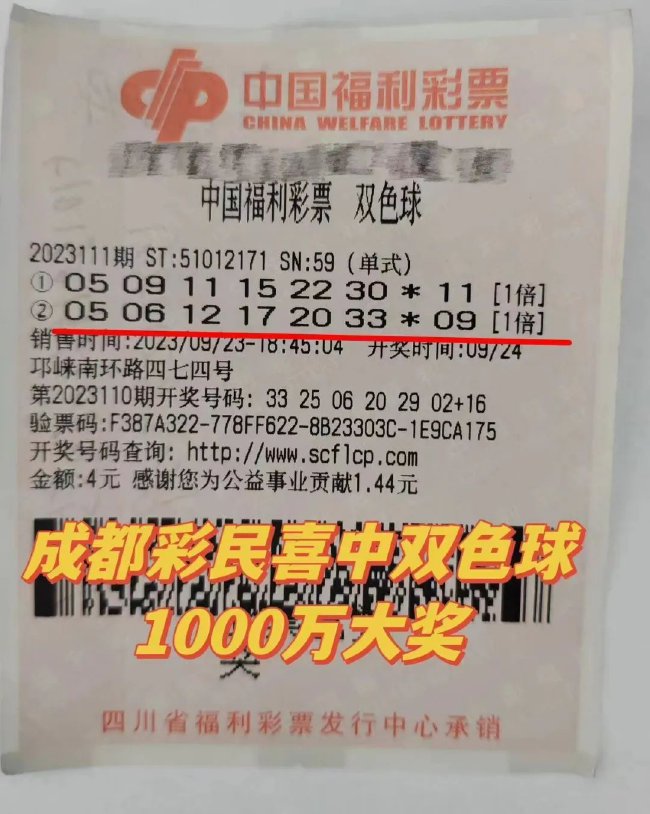 中国福利彩票
CHINA WELFARE LOTTERY
中国福利彩票 双色球
2023111期 ST:51012171 SN:59 (单式)
① 05 09 11 15 22 30 * 11 [1倍]
② 05 06 12 17 20 33 * 09 [1倍]
销售时间:2023/09/23-18:45:04 开奖时间:09/24
邛崃南环路四七四号
第2023110期开奖号码: 33 25 06 20 29 02+16
验票码:F387A322-778FF622-8B23303C-1E9CA175
开奖号码查询: http://www.scflcp.com
金额:4元 感谢您为公益事业贡献1.44元
成都彩民喜中双色球
1000万大奖
四川省福利彩票发行中心承销